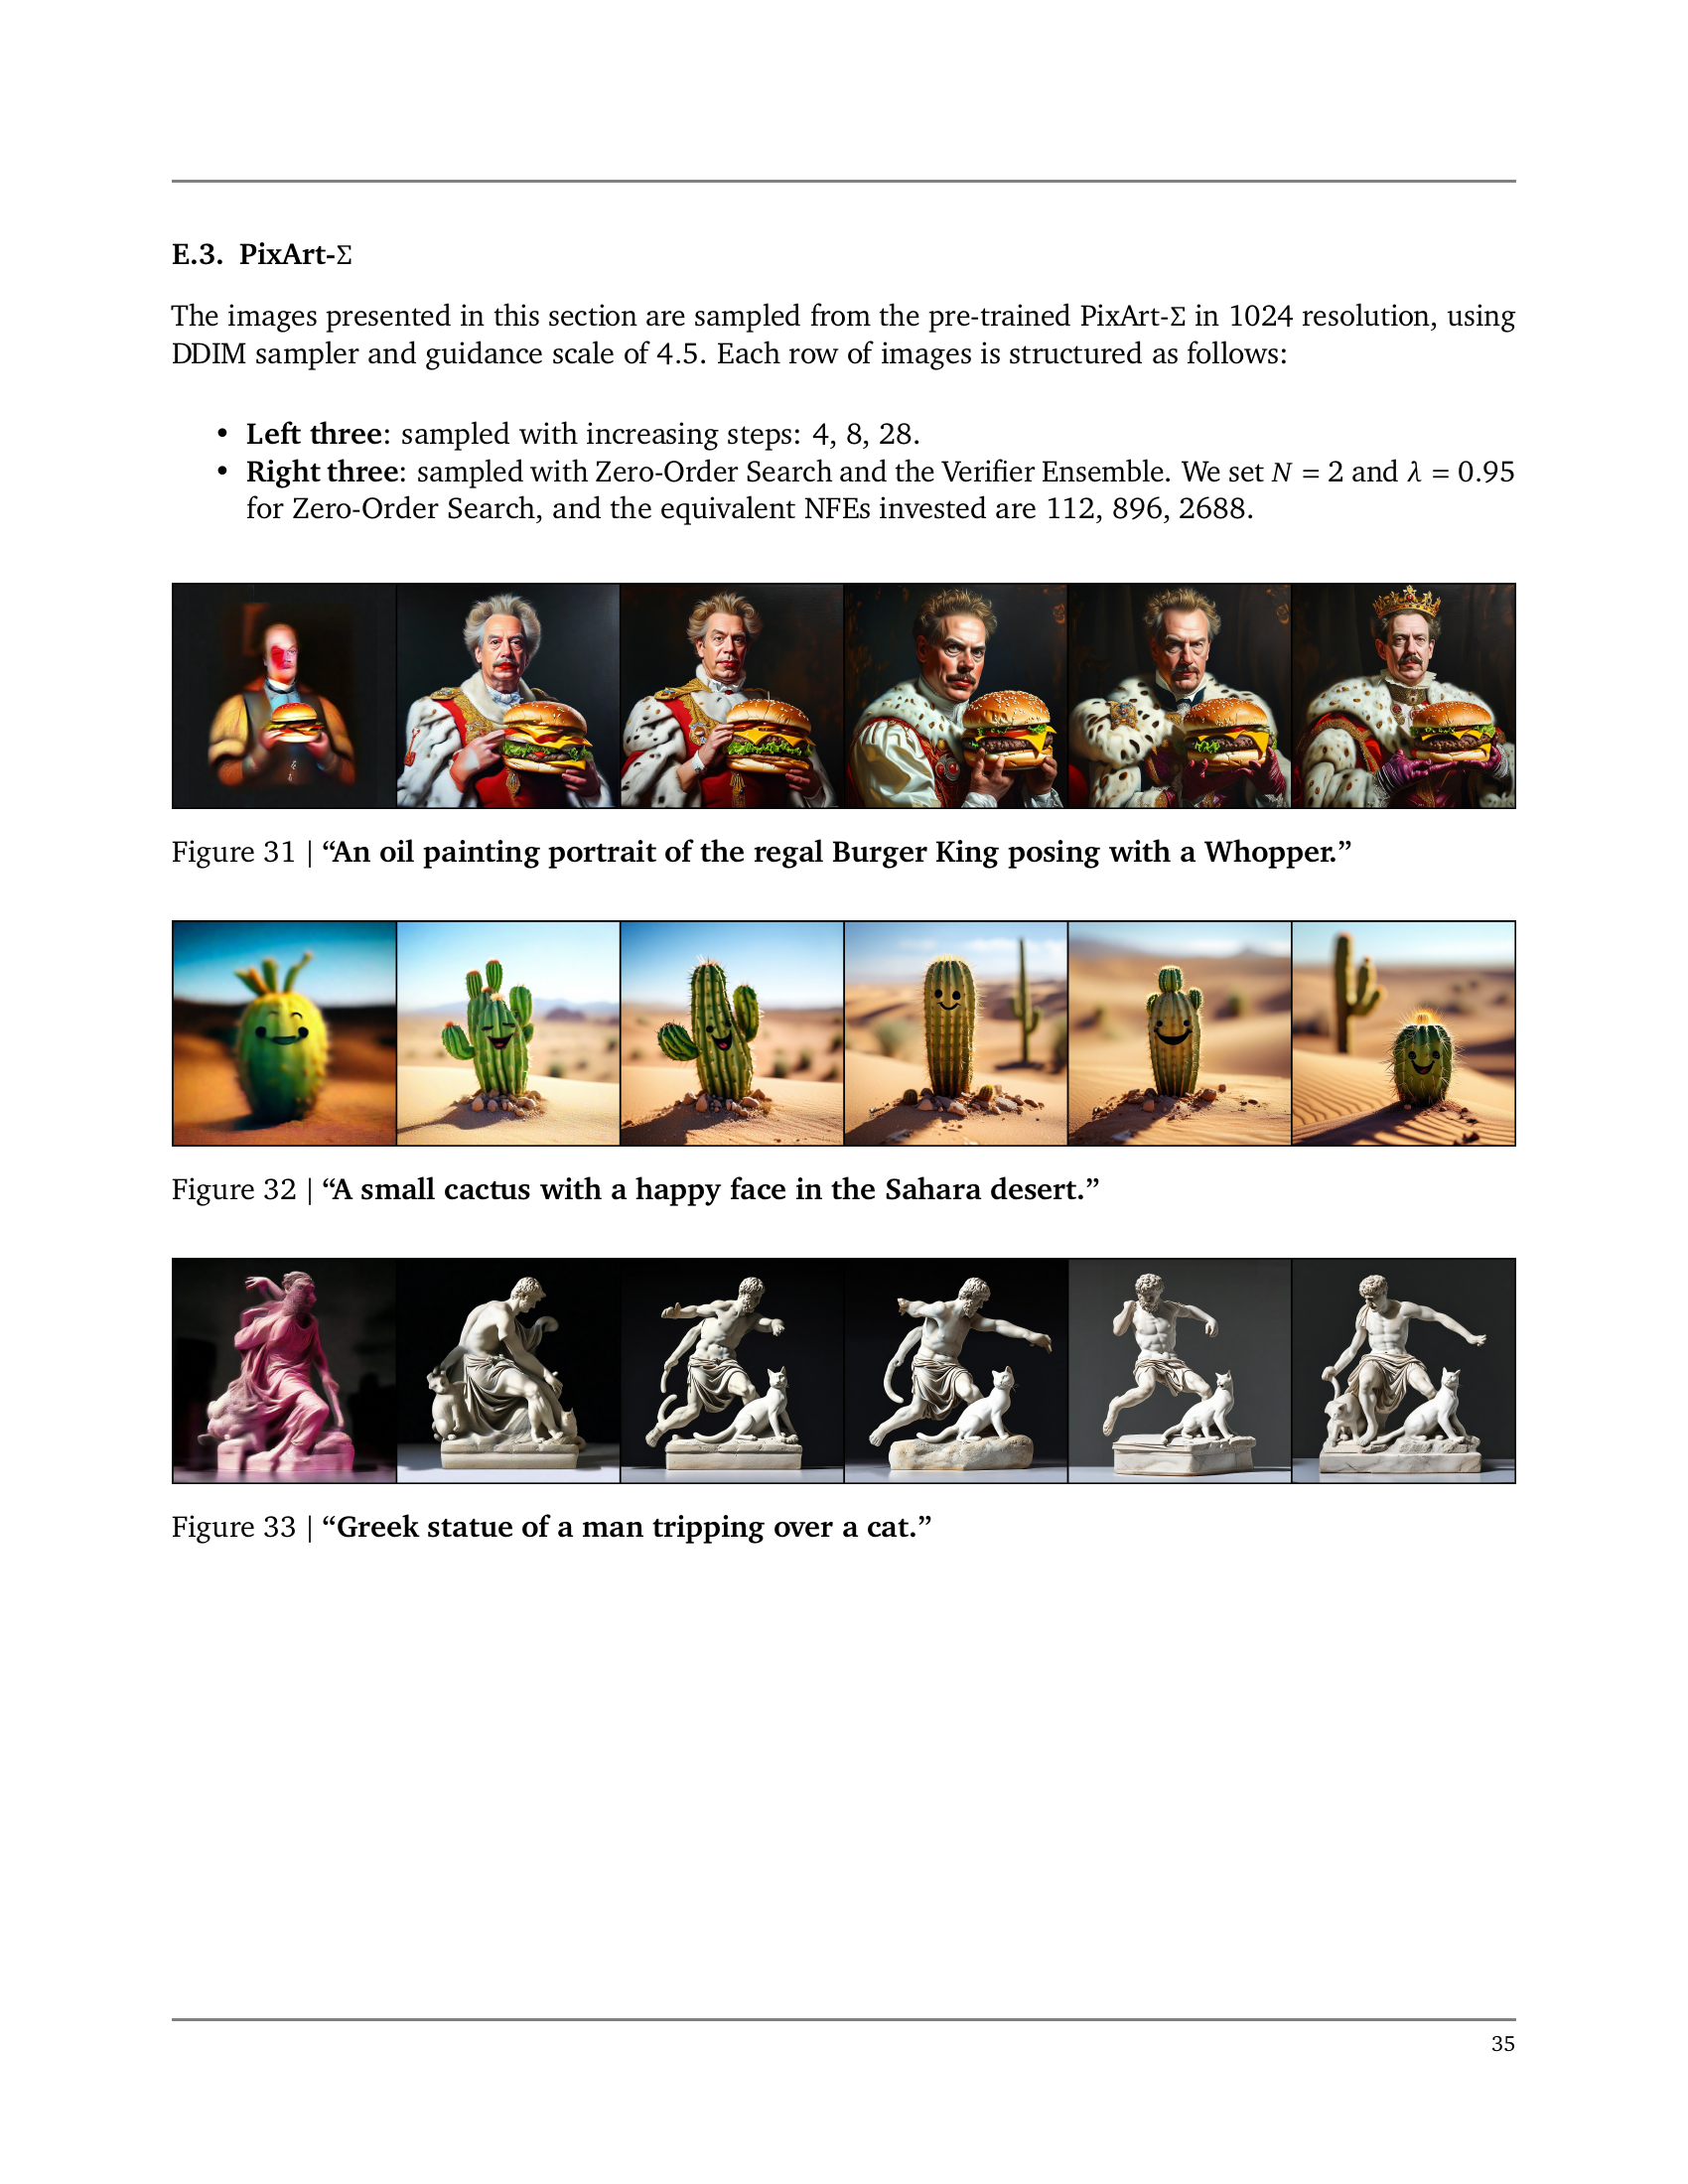 E.3. PixArt-Σ
The images presented in this section are sampled from the pre-trained PixArt-Σ in 1024 resolution, using
DDIM sampler and guidance scale of 4.5. Each row of images is structured as follows:
• Left three: sampled with increasing steps: 4, 8, 28.
• Right three: sampled with Zero-Order Search and the Verifier Ensemble. We set N = 2 and λ = 0.95
for Zero-Order Search, and the equivalent NFEs invested are 112, 896, 2688.
Figure 31 | “An oil painting portrait of the regal Burger King posing with a Whopper.”
Figure 32 | “A small cactus with a happy face in the Sahara desert.”
Figure 33 | “Greek statue of a man tripping over a cat.”
35